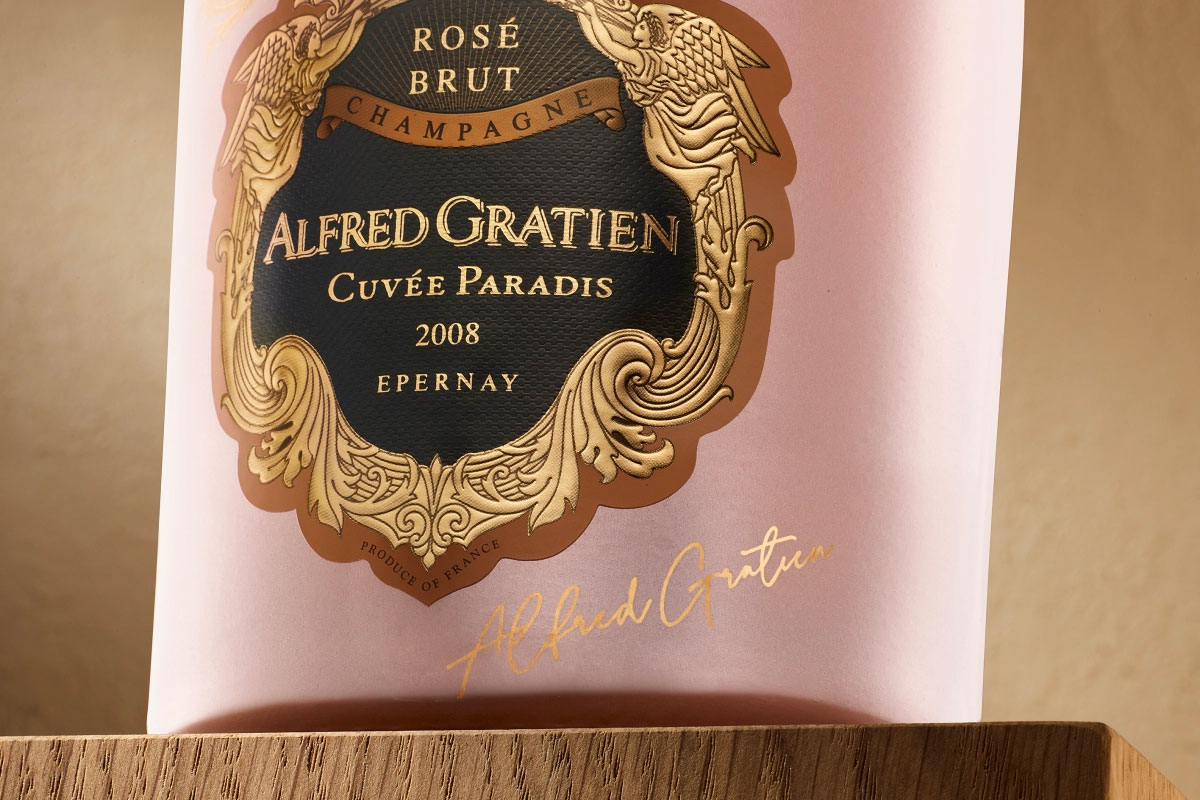 ROSÉ
BRUT
CHAMPAGNE
ALFRED GRATIEN
CUVÉE PARADIS
2008
EPERNAY
PRODUCE OF FRANCE
Alfred Gratien